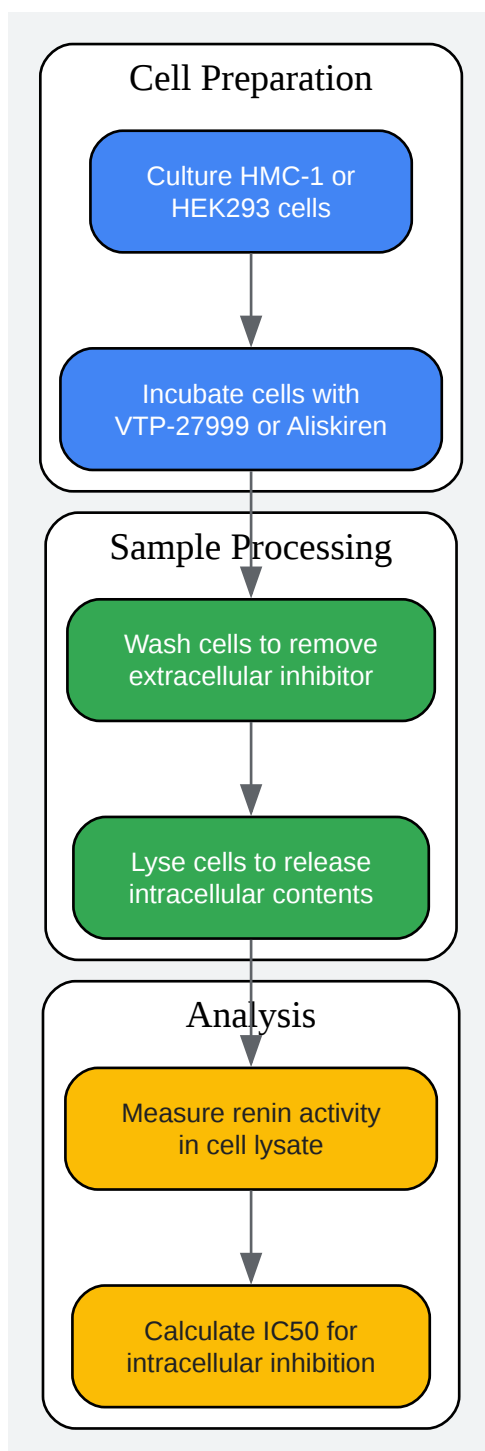 Cell Preparation
Culture HMC-1 or
HEK293 cells
Incubate cells with
VTP-27999 or Aliskiren
Sample Processing
Wash cells to remove
extracellular inhibitor
Lyse cells to release
intracellular contents
Analysis
Measure renin activity
in cell lysate
Calculate IC50 for
intracellular inhibition